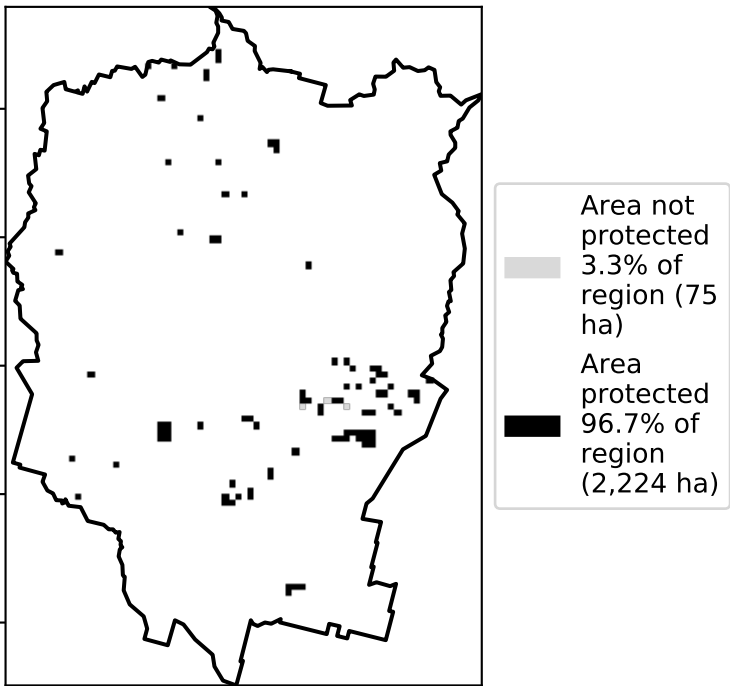 Area not
protected
3.3% of
region (75
ha)
Area
protected
96.7% of
region
(2,224 ha)